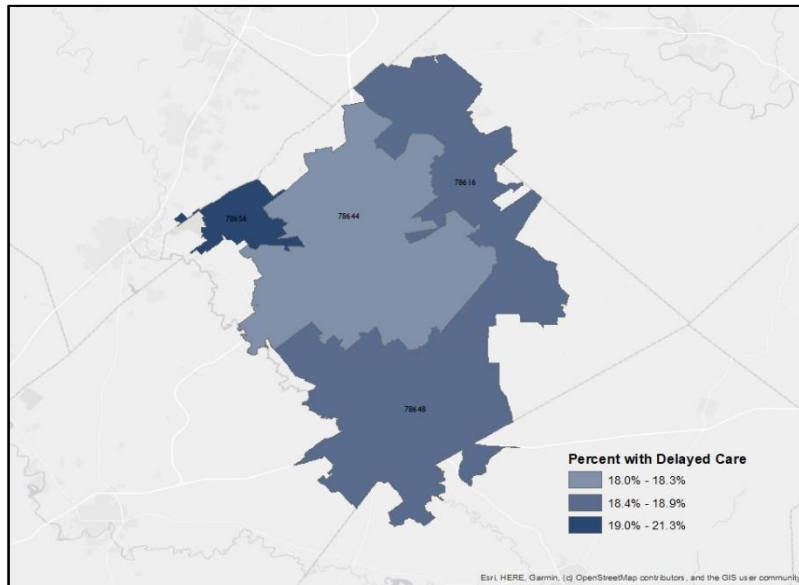 78616
78656
78644
78648
Percent with Delayed Care
18.0% - 18.3%
18.4% - 18.9%
19.0% - 21.3%
Esri, HERE, Garmin, (c) OpenStreetMap contributors, and the GIS user community